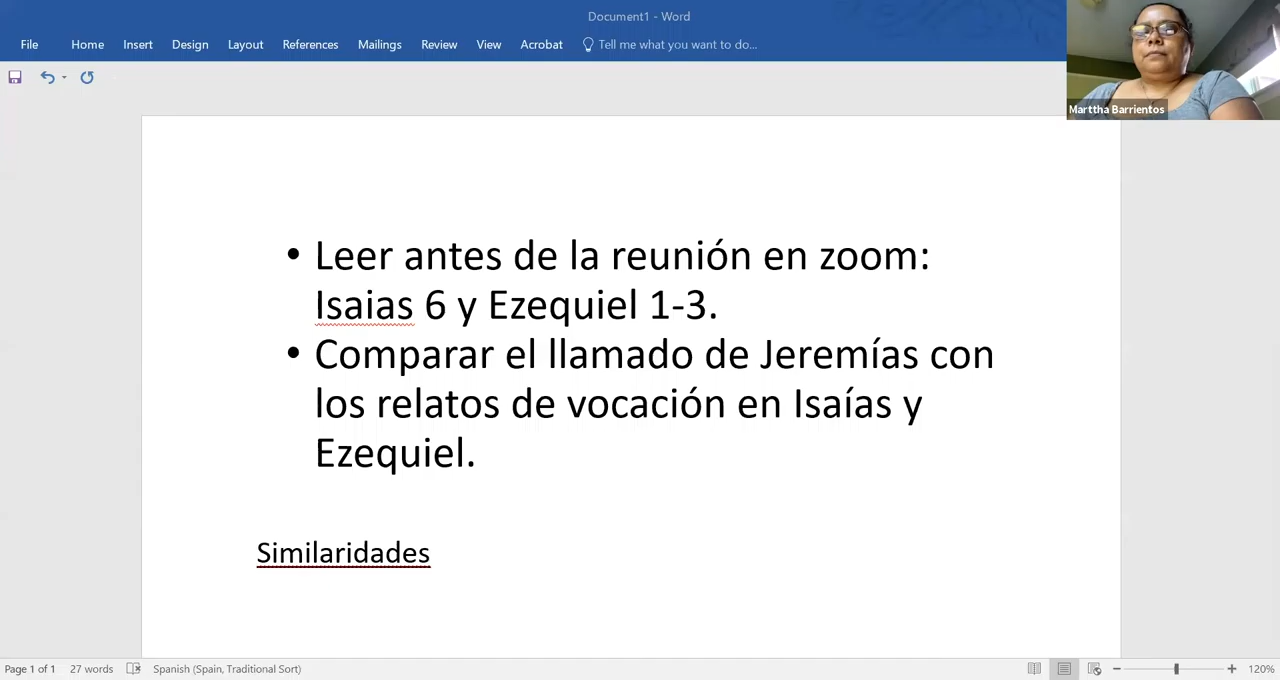 Document1 - Word
File Home Insert Design Layout References Mailings Review View Acrobat Tell me what you want to do...
Marttha Barrientos
• Leer antes de la reunión en zoom:
Isaias 6 y Ezequiel 1-3.
• Comparar el llamado de Jeremías con
los relatos de vocación en Isaías y
Ezequiel.
Similaridades
Page 1 of 1 27 words Spanish (Spain, Traditional Sort) 120%